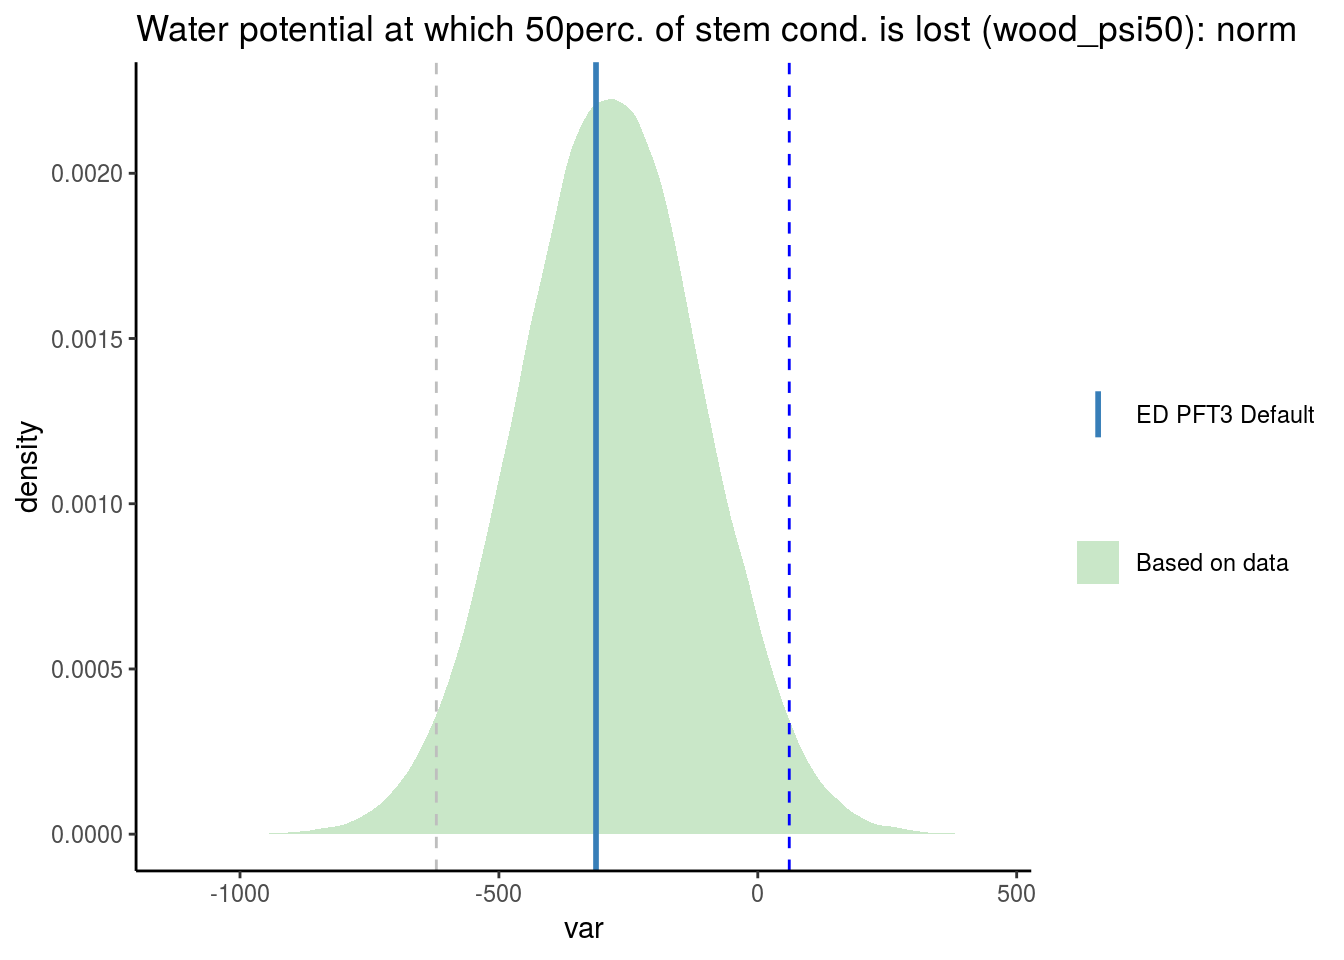 Water potential at which 50perc. of stem cond. is lost (wood_psi50): norm
density
0.0020
0.0015
0.0010
0.0005
0.0000
-1000
-500
0
500
var
ED PFT3 Default
Based on data